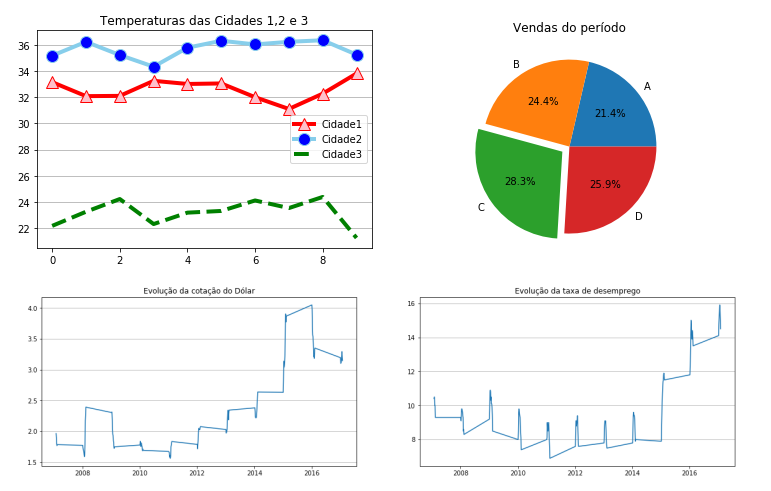 Temperaturas das Cidades 1,2 e 3
36
34
32
30
28
26
24
22
0 2 4 6 8
Cidade1
Cidade2
Cidade3
Vendas do período
B
A
24.4%
21.4%
28.3%
25.9%
C
D
Evolução da cotação do Dólar
4.0
3.5
3.0
2.5
2.0
1.5
2008 2010 2012 2014 2016
Evolução da taxa de desemprego
16
14
12
10
8
2008 2010 2012 2014 2016